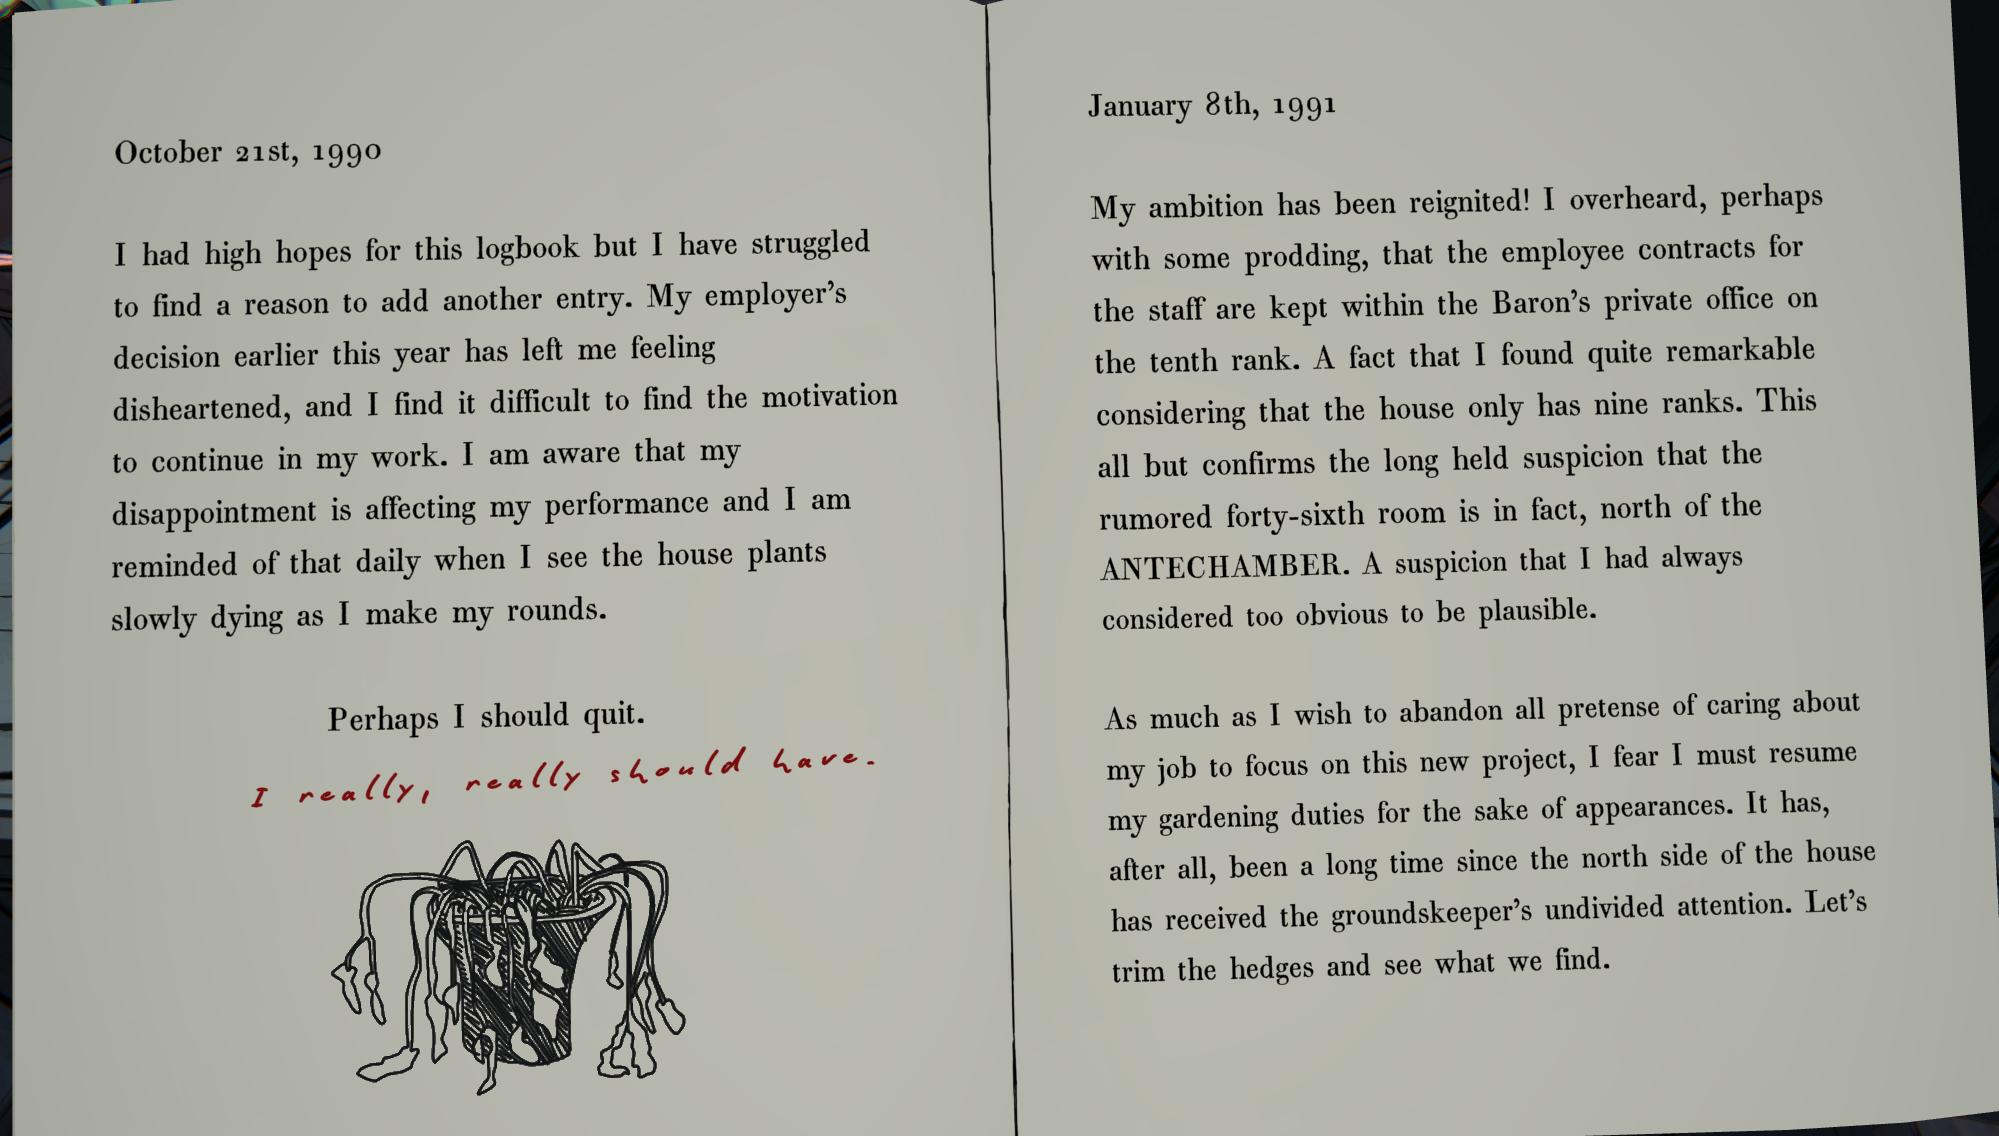 October 21st, 1990
I had high hopes for this logbook but I have struggled
to find a reason to add another entry. My employer's
decision earlier this year has left me feeling
disheartened, and I find it difficult to find the motivation
to continue in my work. I am aware that my
disappointment is affecting my performance and I am
reminded of that daily when I see the house plants
slowly dying as I make my rounds.
Perhaps I should quit.
I really, really should have.
January 8th, 1991
My ambition has been reignited! I overheard, perhaps
with some prodding, that the employee contracts for
the staff are kept within the Baron's private office on
the tenth rank. A fact that I found quite remarkable
considering that the house only has nine ranks. This
all but confirms the long held suspicion that the
rumored forty-sixth room is in fact, north of the
ANTECHAMBER. A suspicion that I had always
considered too obvious to be plausible.
As much as I wish to abandon all pretense of caring about
my job to focus on this new project, I fear I must resume
my gardening duties for the sake of appearances. It has,
after all, been a long time since the north side of the house
has received the groundskeeper's undivided attention. Let's
trim the hedges and see what we find.